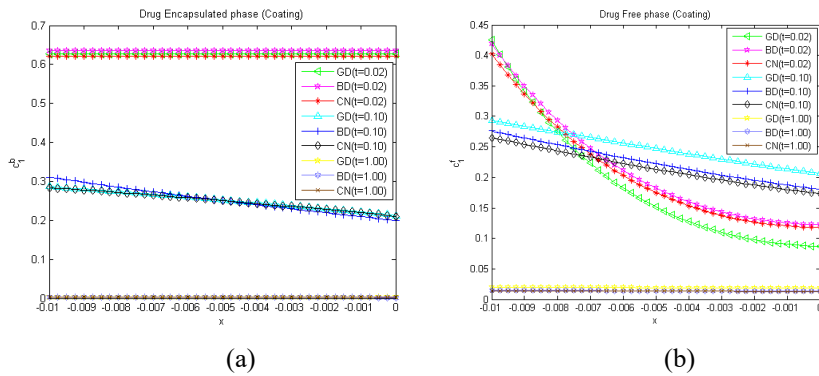 Drug Encapsulated phase (Coating)
0.7
0.6
0.5
0.4
0.3
0.2
0.1
0
c₁ᵇ
GD(t=0.02)
BD(t=0.02)
CN(t=0.02)
GD(t=0.10)
BD(t=0.10)
CN(t=0.10)
GD(t=1.00)
BD(t=1.00)
CN(t=1.00)
-0.01 -0.009 -0.008 -0.007 -0.006 -0.005 -0.004 -0.003 -0.002 -0.001 0
x
(a)
Drug Free phase (Coating)
0.45
0.4
0.35
0.3
0.25
0.2
0.15
0.1
0.05
0
c₁ᶠ
GD(t=0.02)
BD(t=0.02)
CN(t=0.02)
GD(t=0.10)
BD(t=0.10)
CN(t=0.10)
GD(t=1.00)
BD(t=1.00)
CN(t=1.00)
-0.01 -0.009 -0.008 -0.007 -0.006 -0.005 -0.004 -0.003 -0.002 -0.001 0
x
(b)